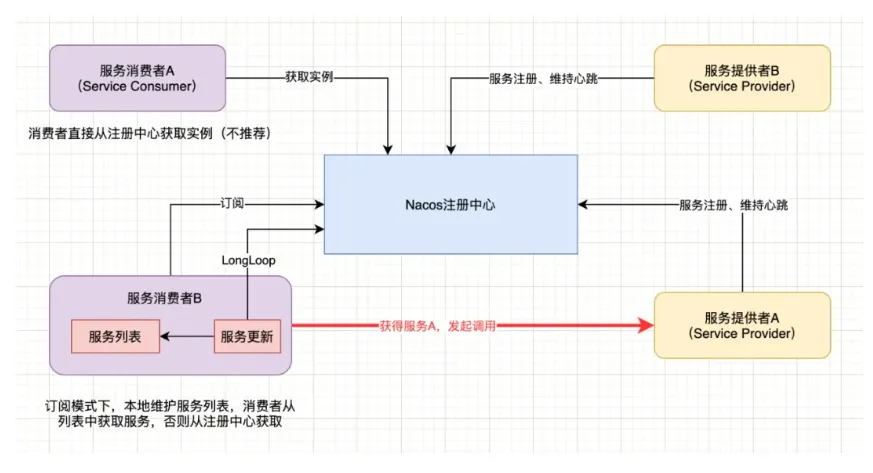 服务消费者A
（Service Consumer）
获取实例
服务注册、维持心跳
服务提供者B
（Service Provider）
消费者直接从注册中心获取实例（不推荐）
Nacos注册中心
订阅
服务注册、维持心跳
LongLoop
服务消费者B
服务列表
服务更新
获得服务A，发起调用
服务提供者A
（Service Provider）
订阅模式下，本地维护服务列表，消费者从
列表中获取服务，否则从注册中心获取